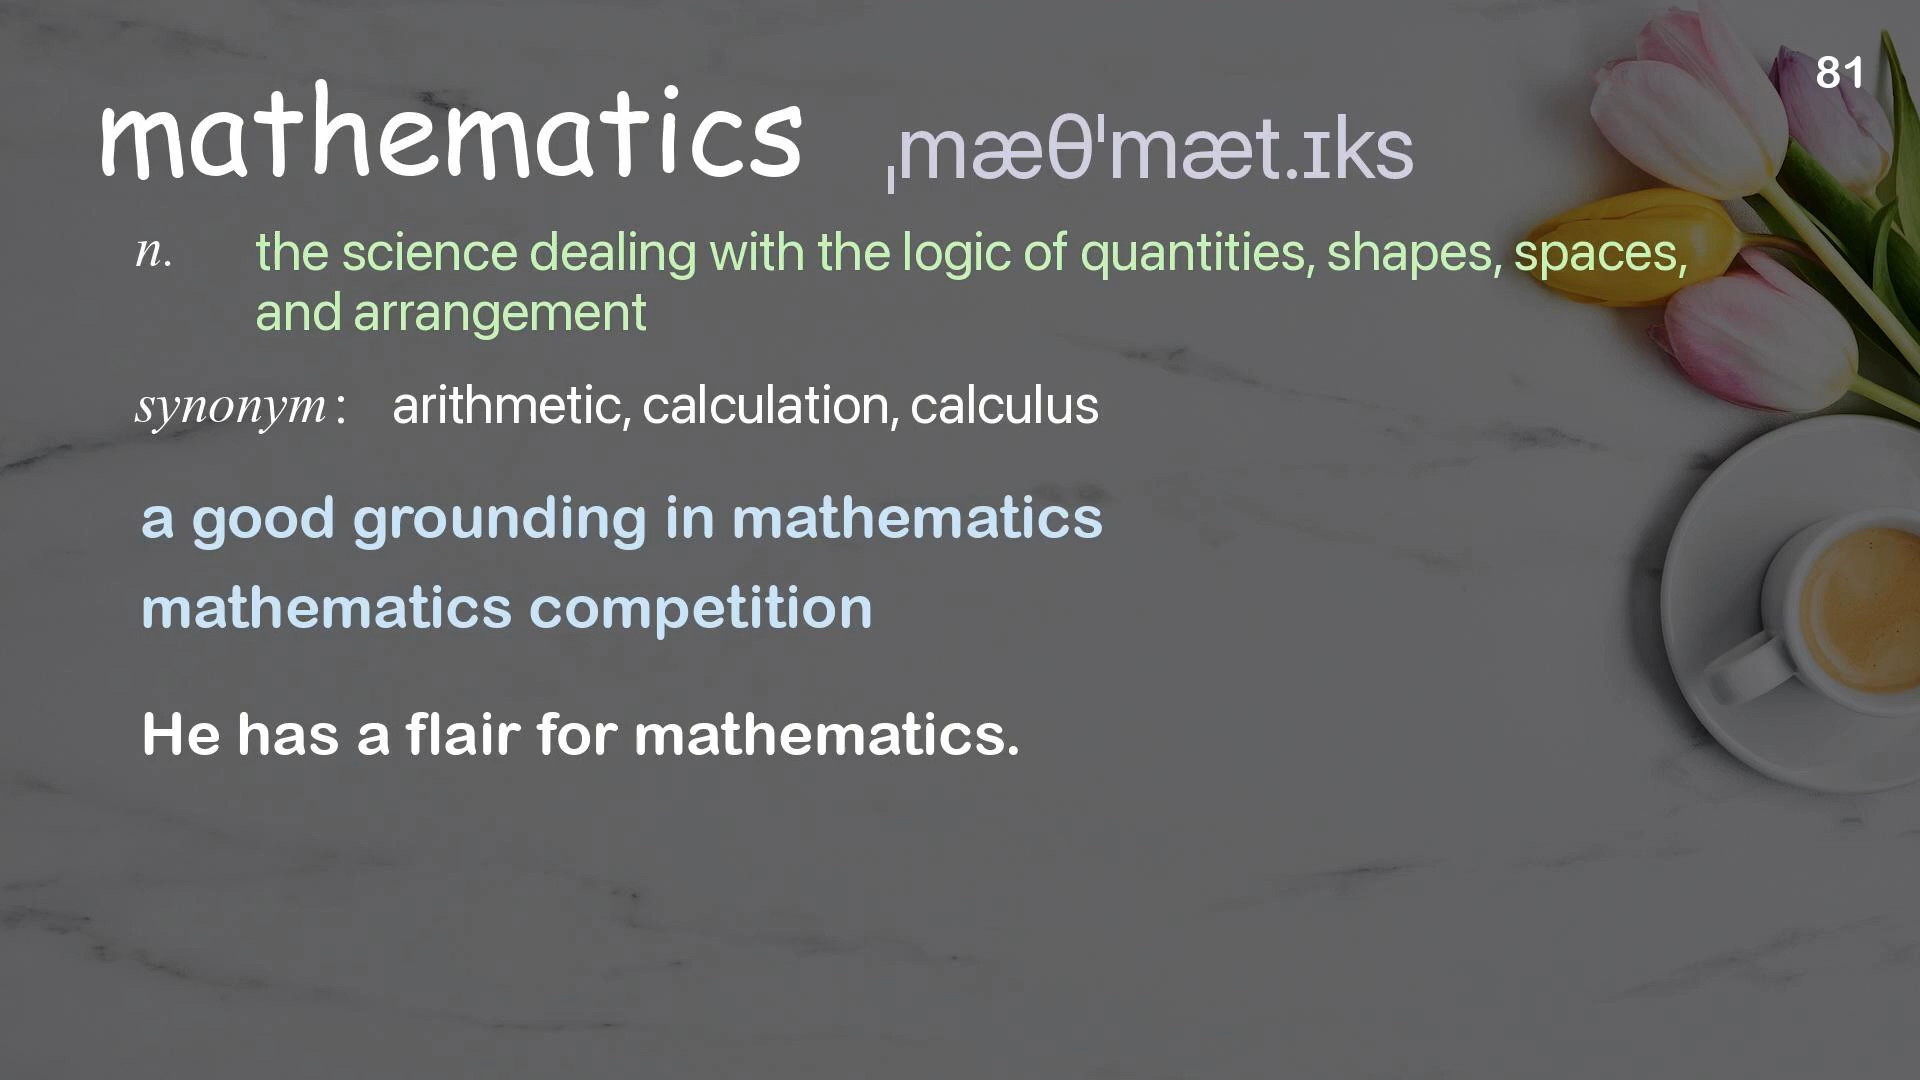 81
mathematics ˌmæθˈmæt.ɪks
n. the science dealing with the logic of quantities, shapes, spaces,
and arrangement
synonym: arithmetic, calculation, calculus
a good grounding in mathematics
mathematics competition
He has a flair for mathematics.